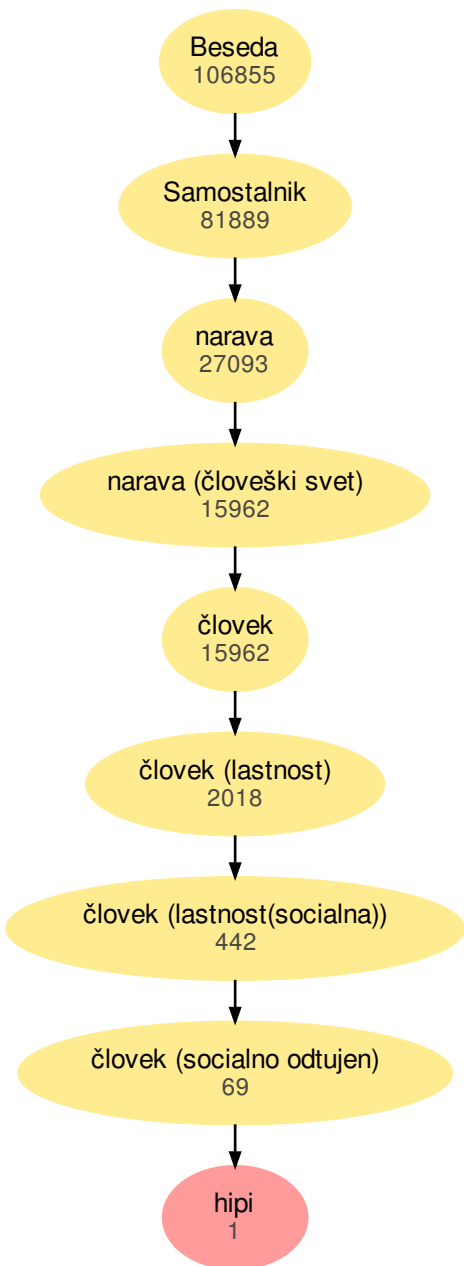 Beseda
106855
Samostalnik
81889
narava
27093
narava (človeški svet)
15962
človek
15962
človek (lastnost)
2018
človek (lastnost(socialna))
442
človek (socialno odtujen)
69
hipi
1